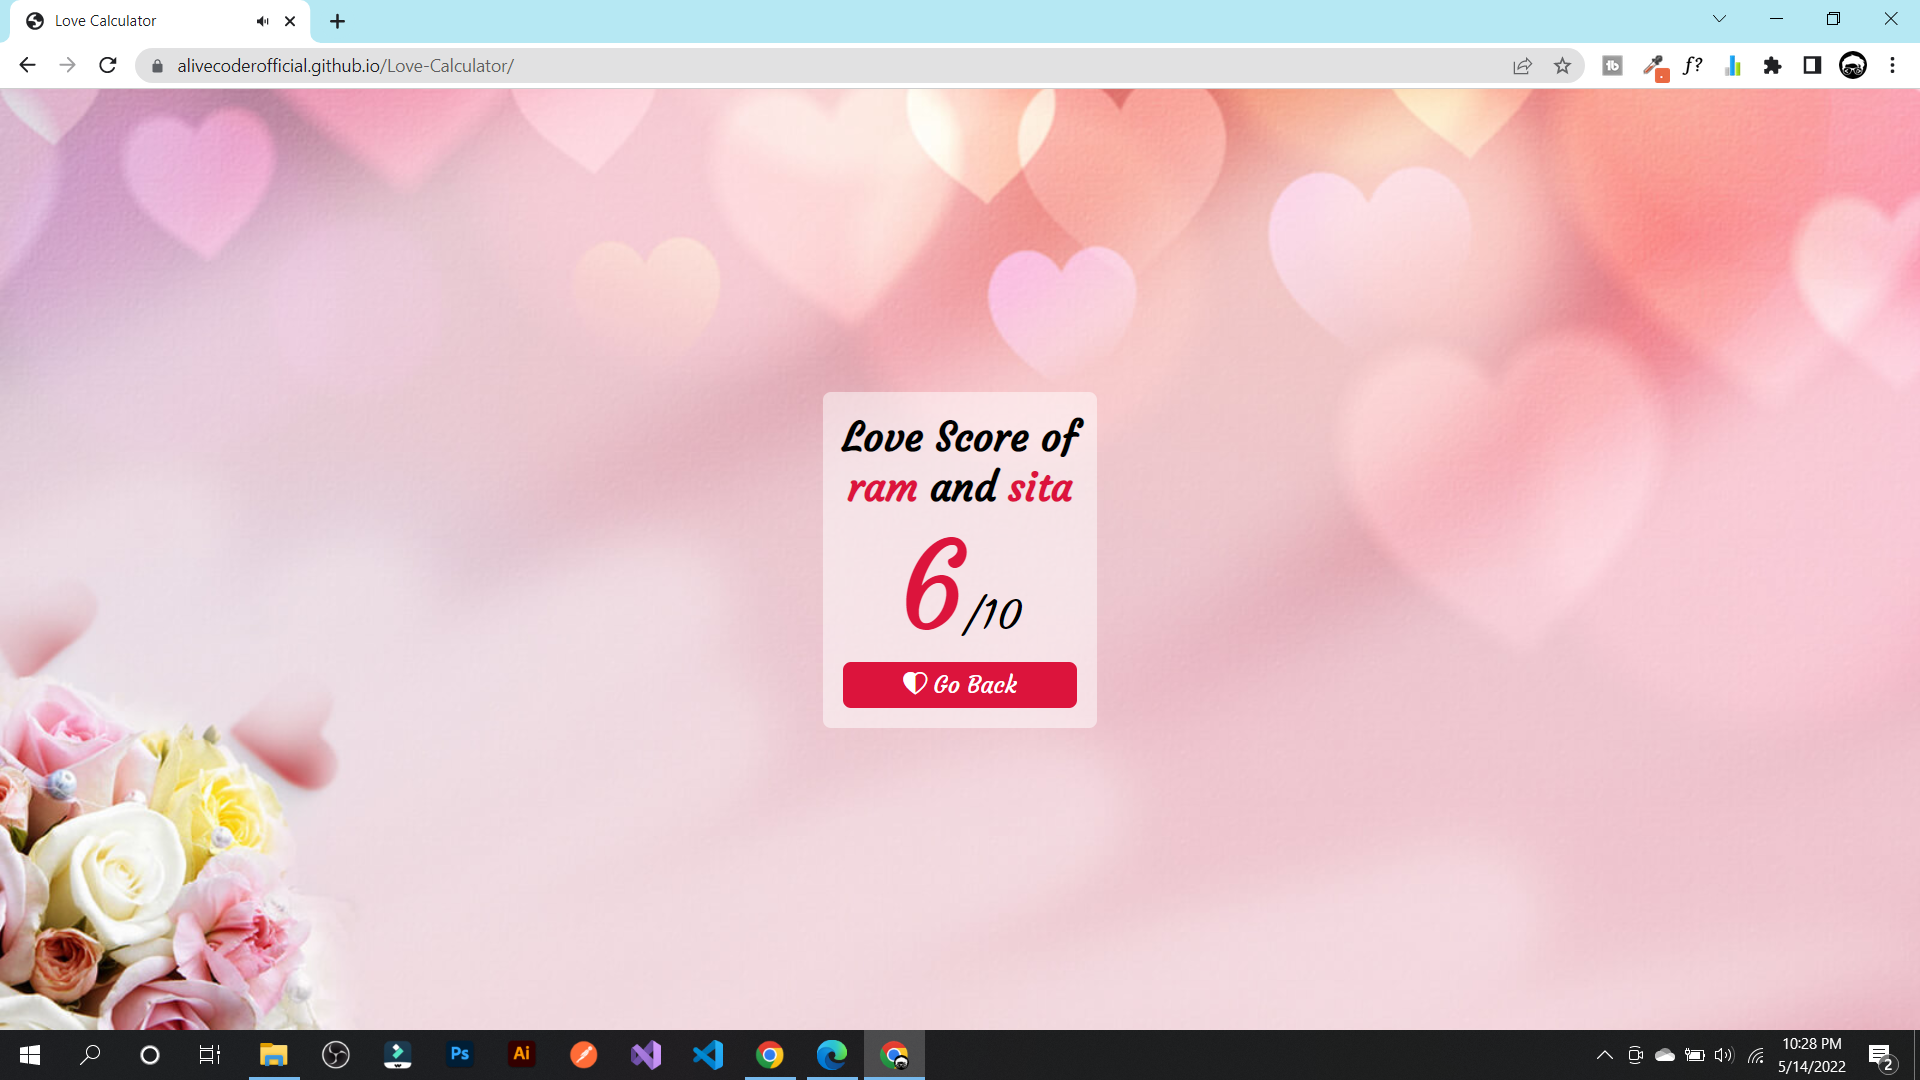 Love Calculator
alivecoderofficial.github.io/Love-Calculator/
f?
Love Score of
ram and sita
6/10
Go Back
Ps
Ai
10:28 PM
5/14/2022
2